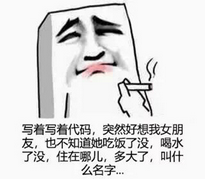 写着写着代码，突然好想我女朋
友，也不知道她吃饭了没，喝水
了没，住在哪儿，多大了，叫什
么名字...